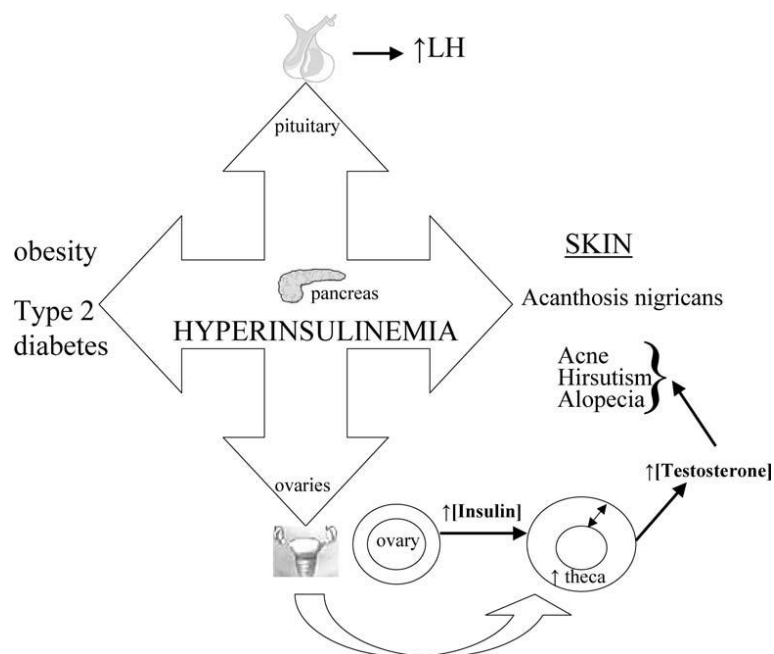 ↑LH
pituitary
obesity
Type 2
diabetes
pancreas
HYPERINSULINEMIA
SKIN
Acanthosis nigricans
Acne
Hirsutism
Alopecia
↑[Testosterone]
ovaries
ovary
↑[Insulin]
↑ theca